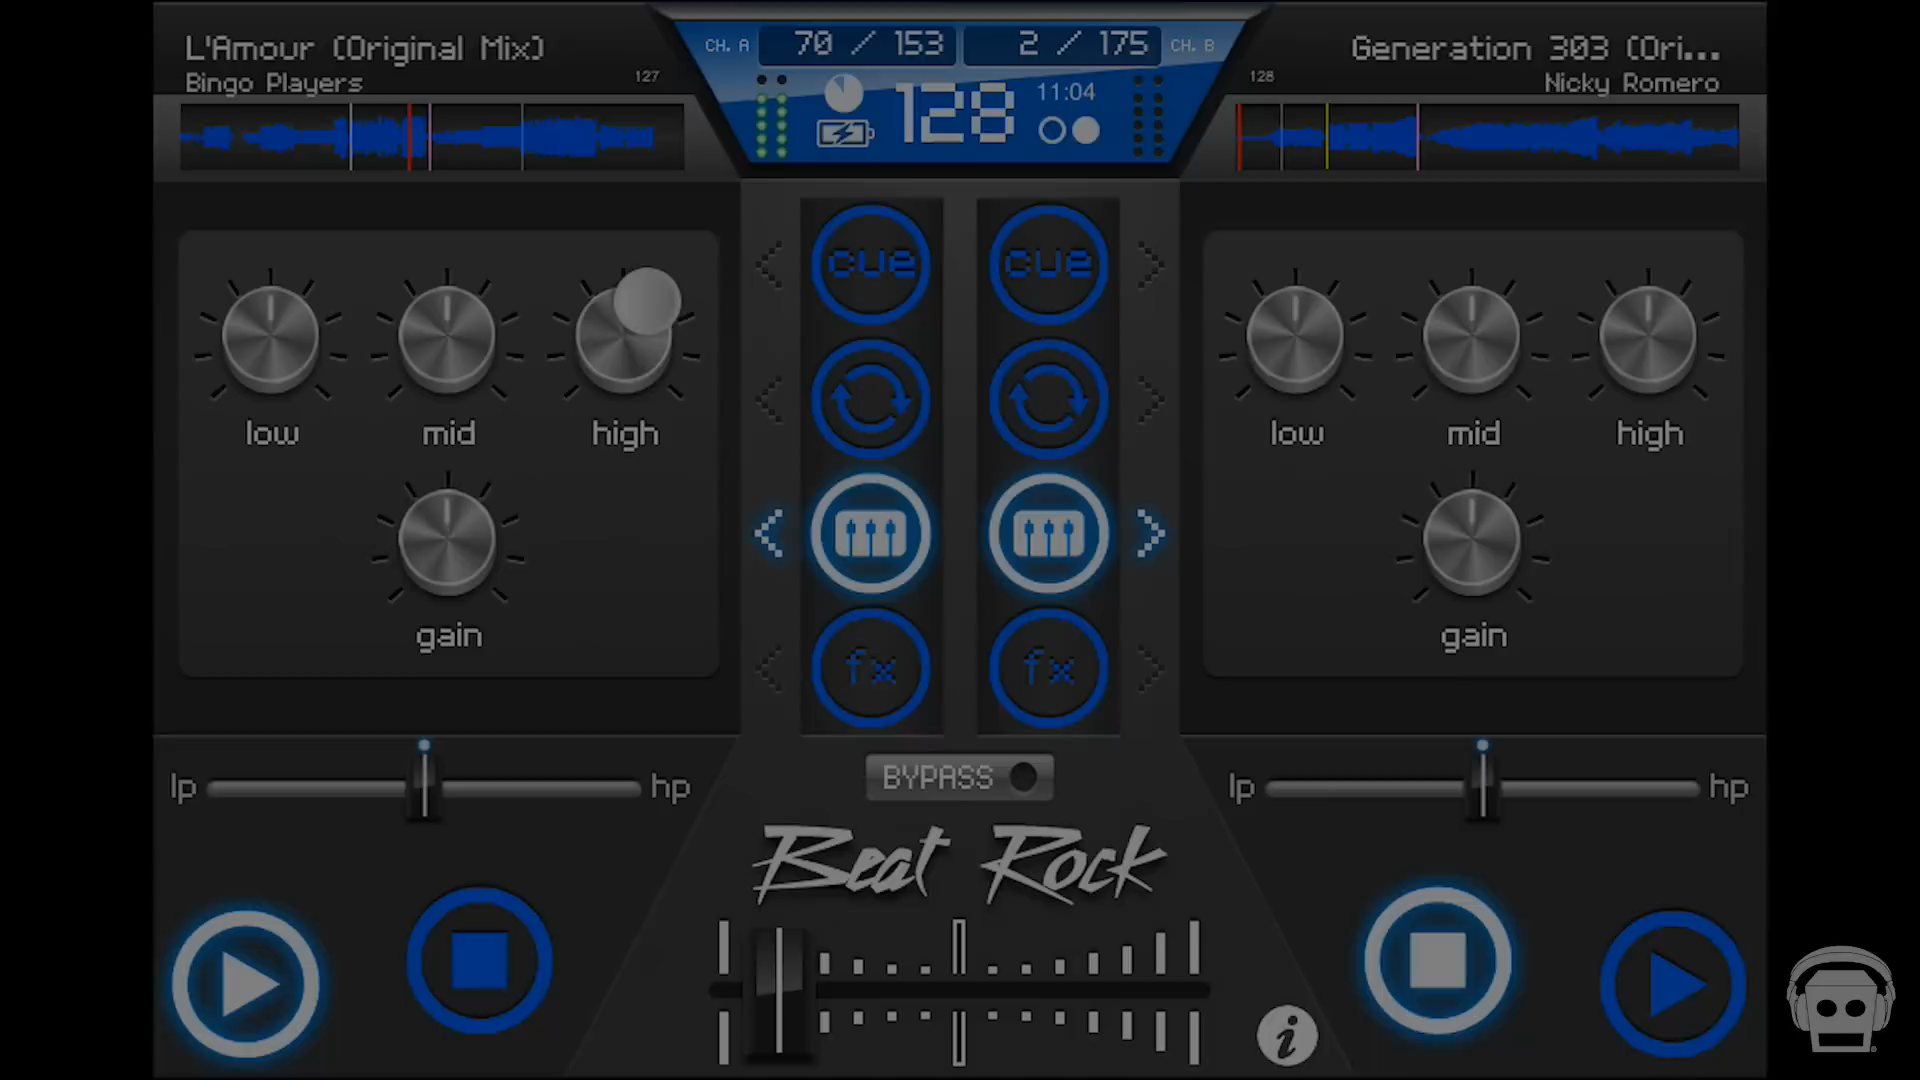 L'Amour (Original Mix)
Bingo Players
127
CH. A
70 / 153
2 / 175
CH. B
128
11:04
128
Generation 303 (Ori...
Nicky Romero
cue
cue
low
mid
high
gain
low
mid
high
gain
fx
fx
lp
hp
BYPASS
lp
hp
Beat Rock
i